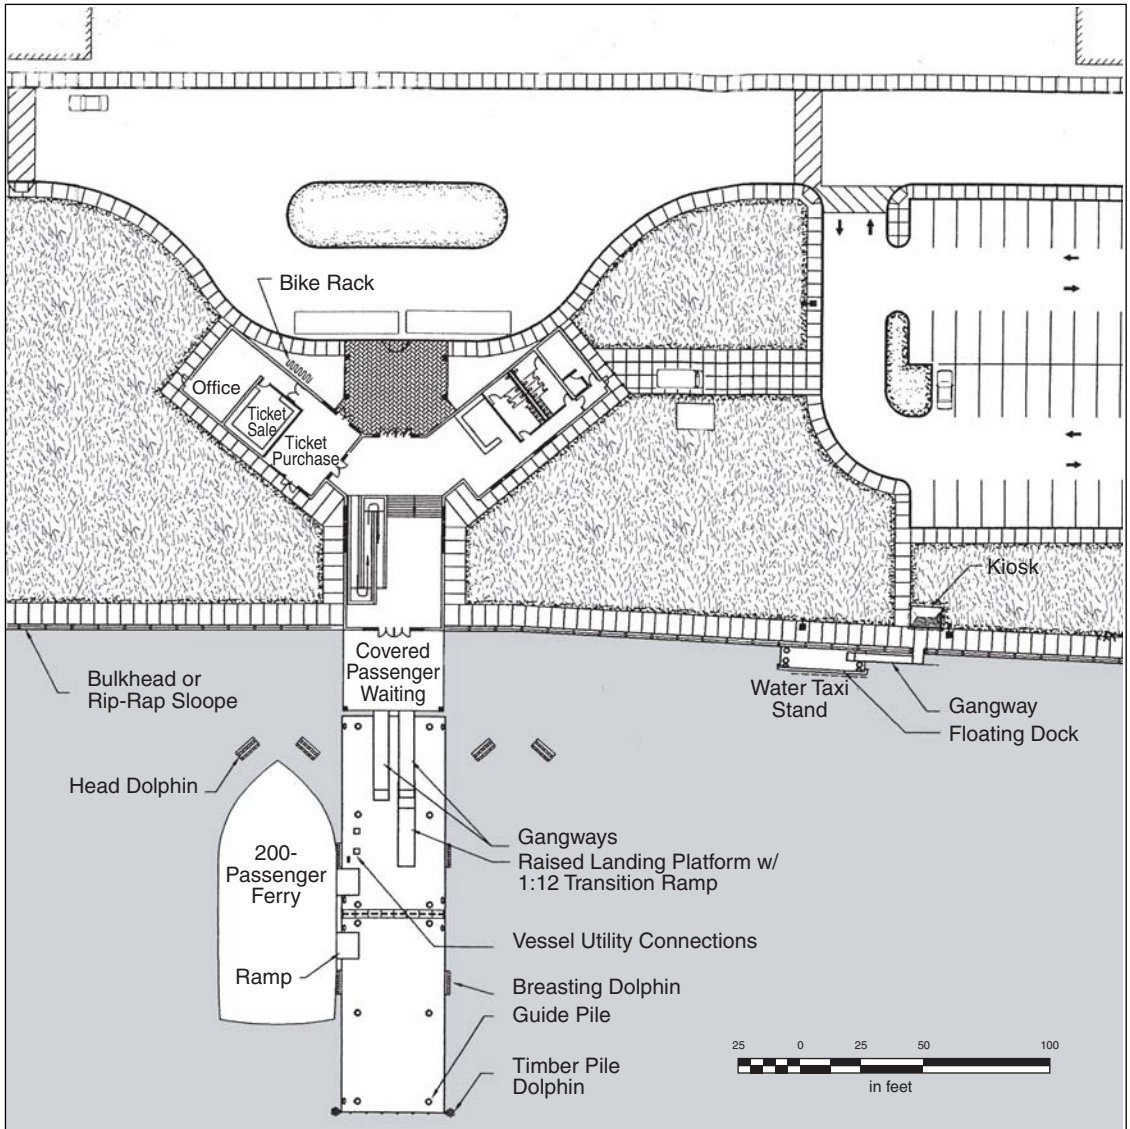 Bike Rack
Office
Ticket
Sale
Ticket
Purchase
Kiosk
Covered
Passenger
Waiting
Bulkhead or
Rip-Rap Sloope
Water Taxi
Stand
Gangway
Floating Dock
Head Dolphin
200-
Passenger
Ferry
Gangways
Raised Landing Platform w/
1:12 Transition Ramp
Vessel Utility Connections
Ramp
Breasting Dolphin
Guide Pile
Timber Pile
Dolphin
25 0 25 50 100
in feet